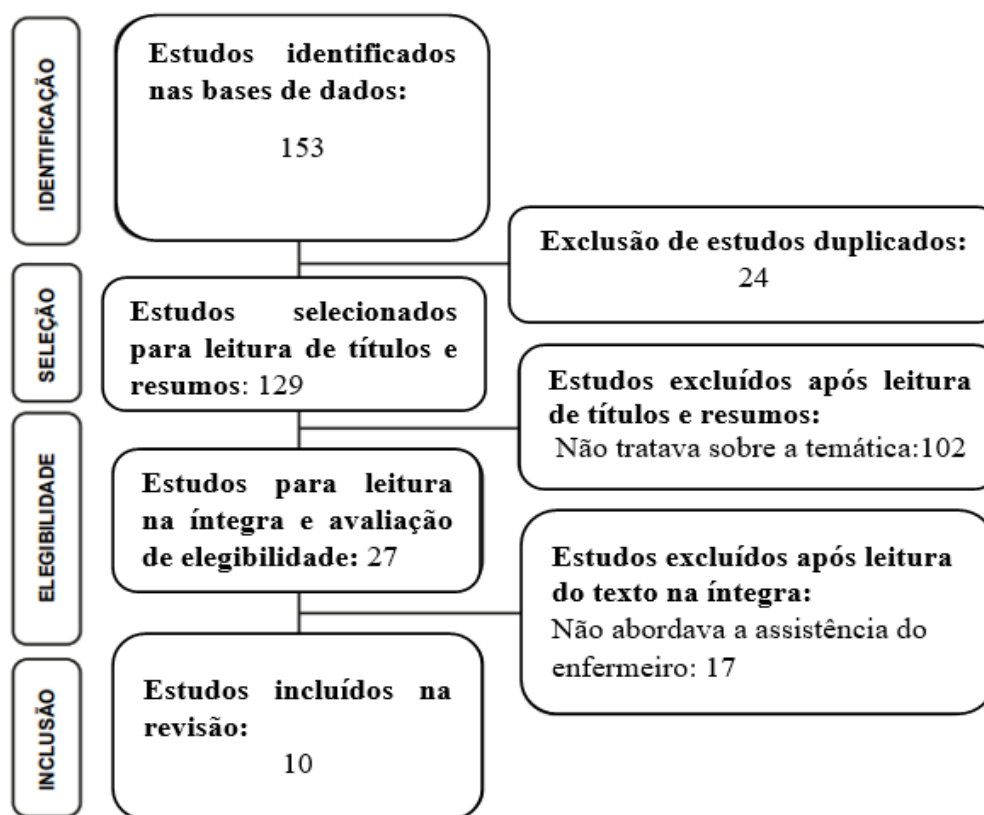 IDENTIFICAÇÃO
Estudos identificados
nas bases de dados:
153
Exclusão de estudos duplicados:
24
SELEÇÃO
Estudos selecionados
para leitura de títulos e
resumos: 129
Estudos excluídos após leitura
de títulos e resumos:
Não tratava sobre a temática:102
ELEGIBILIDADE
Estudos para leitura
na íntegra e avaliação
de elegibilidade: 27
Estudos excluídos após leitura
do texto na íntegra:
Não abordava a assistência do
enfermeiro: 17
INCLUSÃO
Estudos incluídos na
revisão:
10